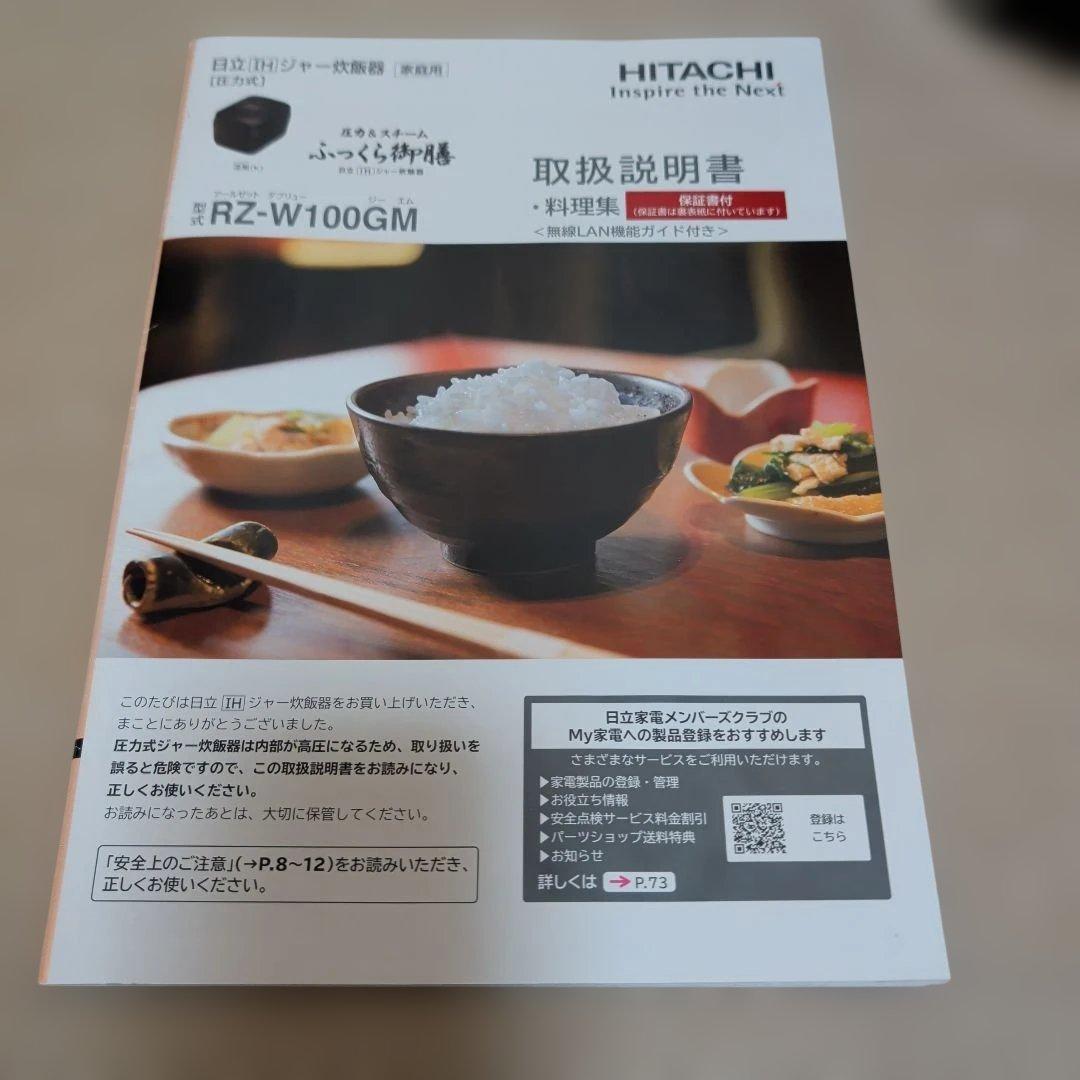 日立 IH ジャー炊飯器 [家庭用]
[圧力式]
圧力&スチーム
ふっくら御膳
日立 IH ジャー炊飯器
アールゼット ダブリュー ジー エム
型式 RZ-W100GM
HITACHI
Inspire the Next
取扱説明書
・料理集
保証書付
(保証書は裏表紙に付いています)
<無線LAN機能ガイド付き>
このたびは日立 IH ジャー炊飯器をお買い上げいただき、
まことにありがとうございました。
圧力式ジャー炊飯器は内部が高圧になるため、取り扱いを
誤ると危険ですので、この取扱説明書をお読みになり、
正しくお使いください。
お読みになったあとは、大切に保管してください。
「安全上のご注意」(→P.8~12)をお読みいただき、
正しくお使いください。
日立家電メンバーズクラブの
My家電への製品登録をおすすめします
さまざまなサービスをご利用いただけます。
▶家電製品の登録・管理
▶お役立ち情報
▶安全点検サービス料金割引
▶パーツショップ送料特典
▶お知らせ
登録は
こちら
詳しくは → P.73